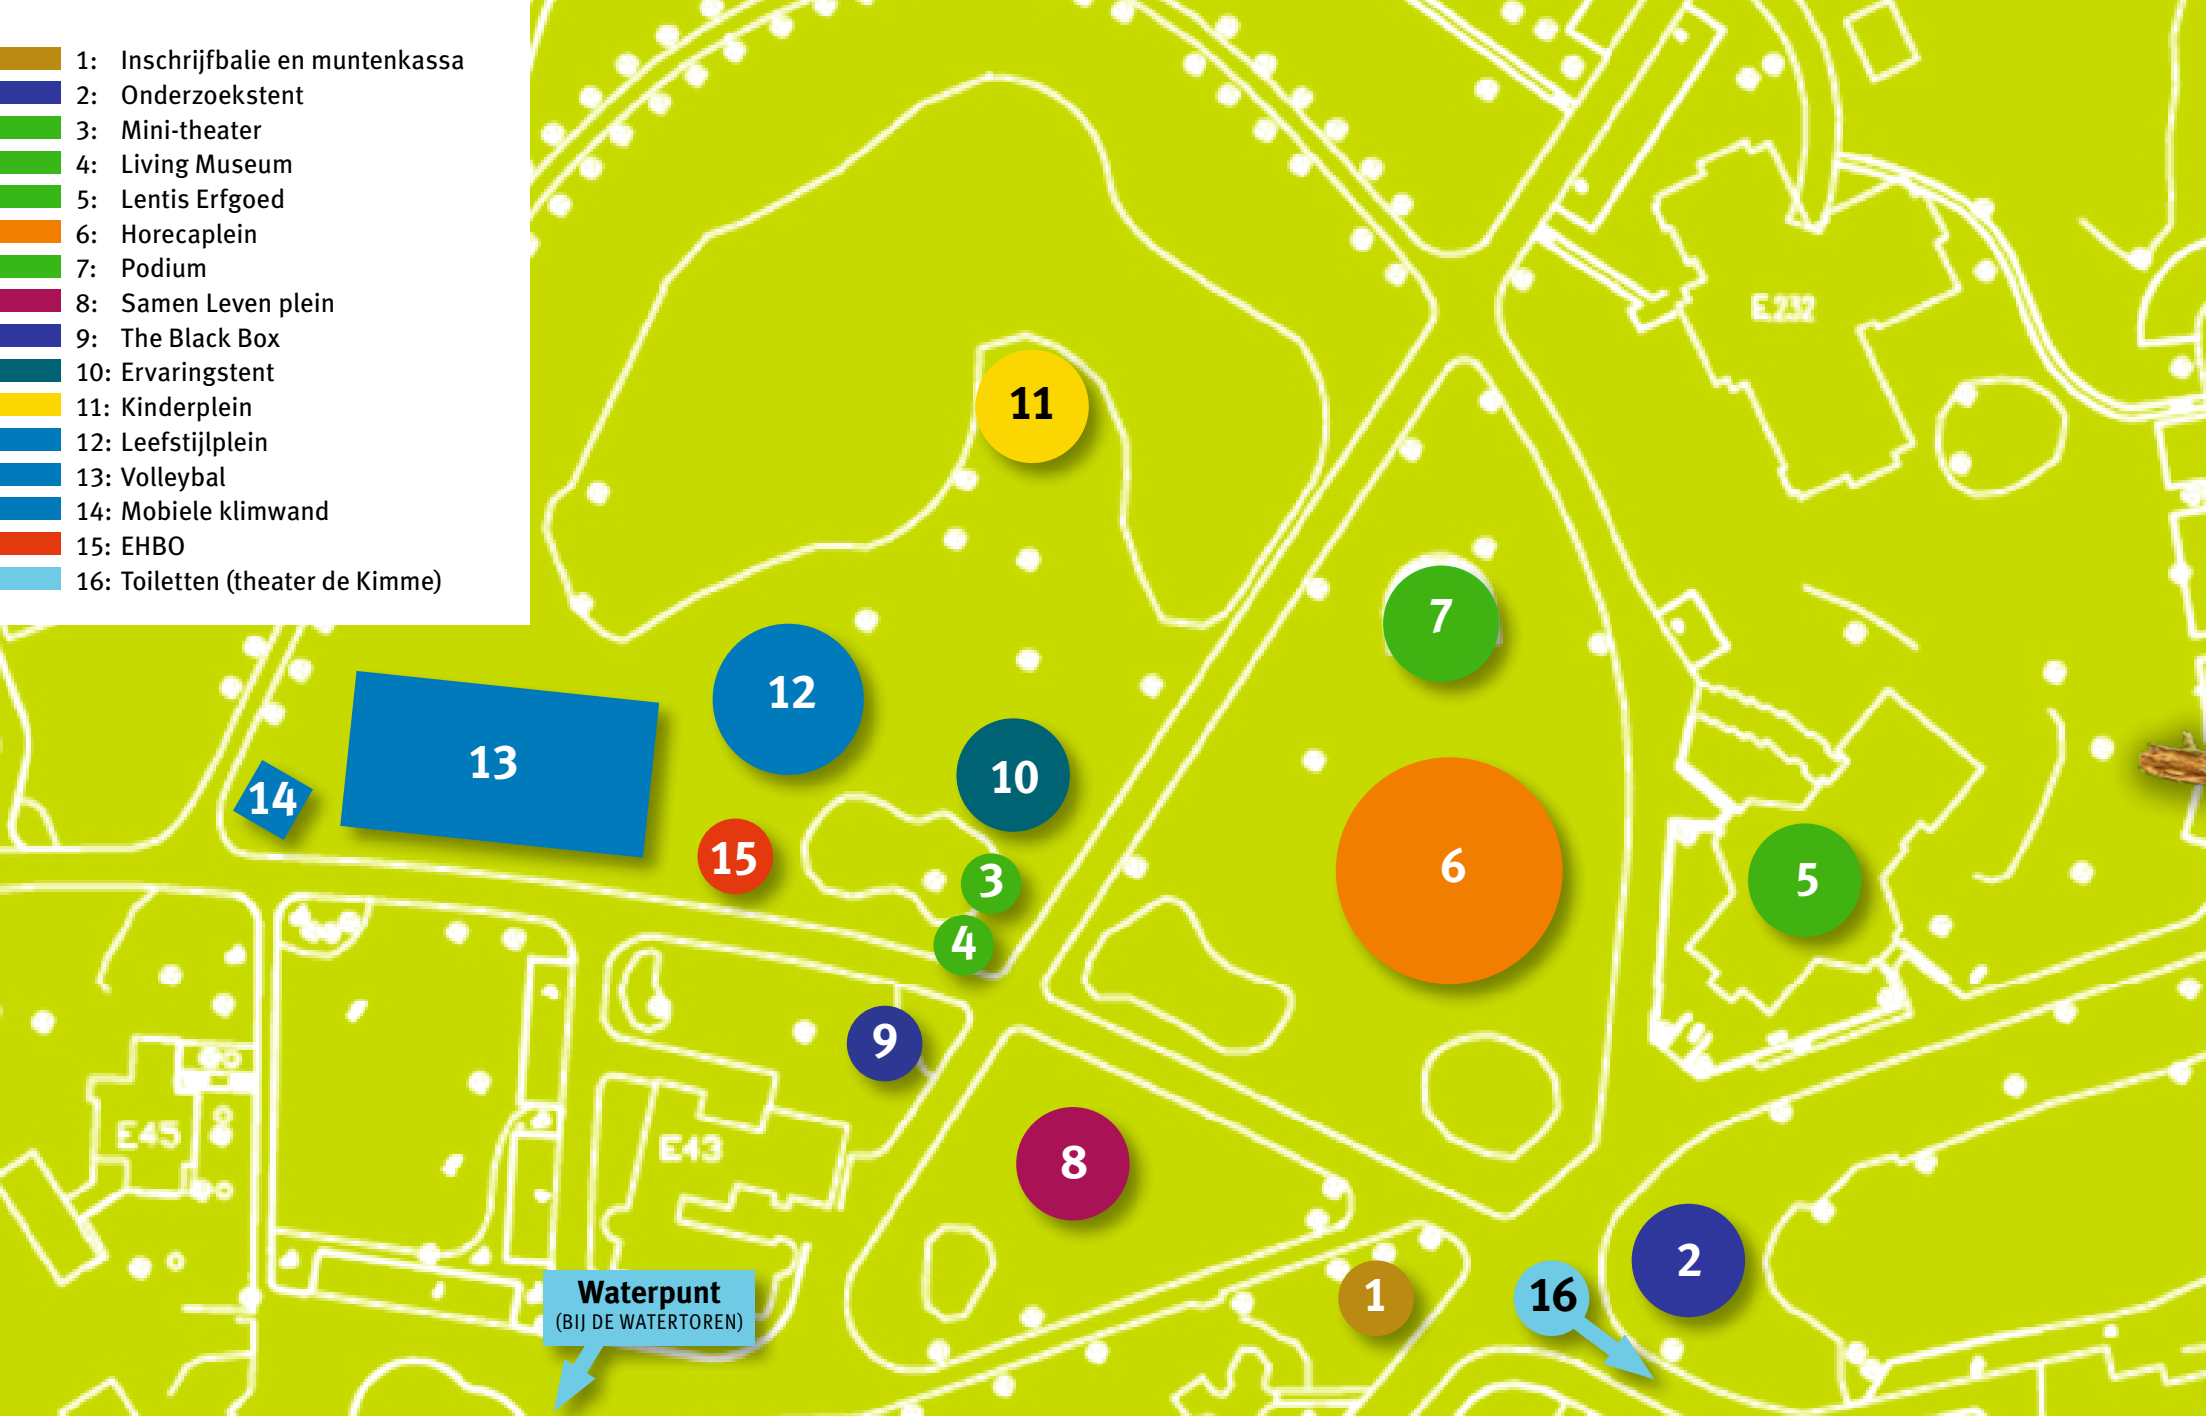 1: Inschrijfbalie en muntenkassa
2: Onderzoekstent
3: Mini-theater
4: Living Museum
5: Lentis Erfgoed
6: Horecaplein
7: Podium
8: Samen Leven plein
9: The Black Box
10: Ervaringstent
11: Kinderplein
12: Leefstijlplein
13: Volleybal
14: Mobiele klimwand
15: EHBO
16: Toiletten (theater de Kimme)
E232
11
7
12
13
10
14
15
3
6
5
4
9
E45
E43
8
2
1
16
Waterpunt
(BIJ DE WATERTOREN)